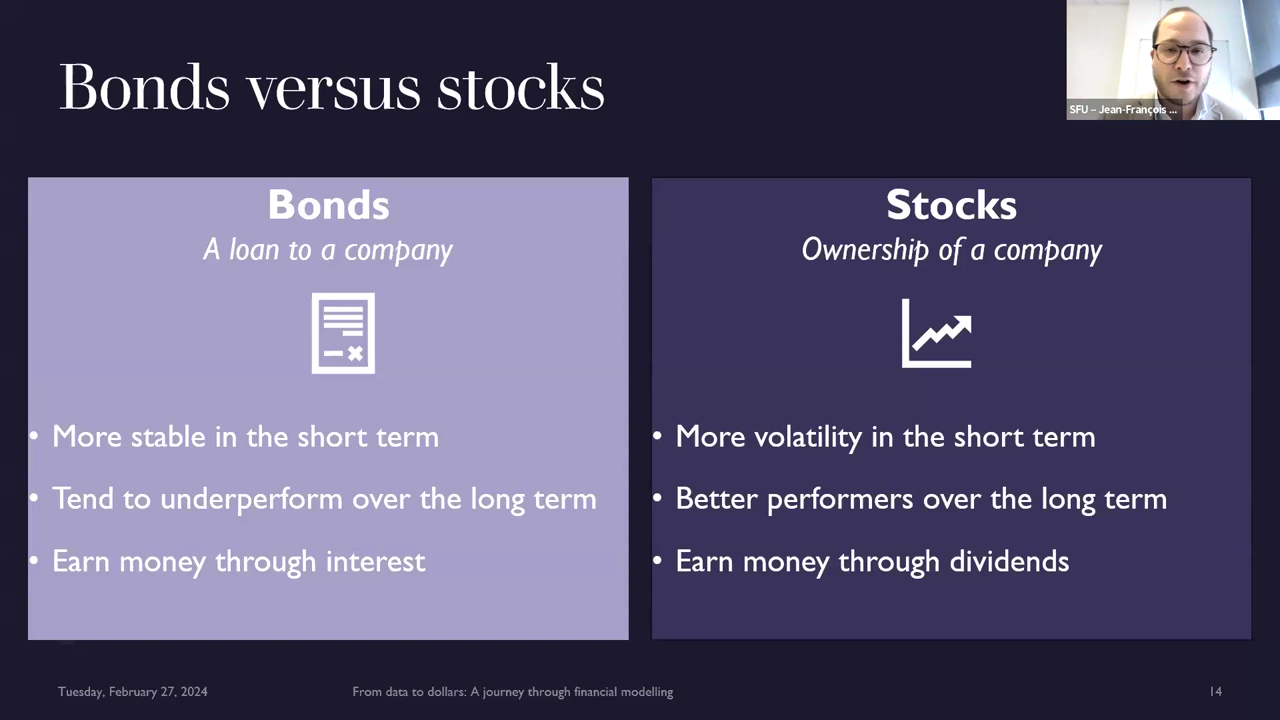 Bonds versus stocks
SFU – Jean-François ...
Bonds
A loan to a company
• More stable in the short term
• Tend to underperform over the long term
• Earn money through interest
Stocks
Ownership of a company
• More volatility in the short term
• Better performers over the long term
• Earn money through dividends
Tuesday, February 27, 2024
From data to dollars: A journey through financial modelling
14